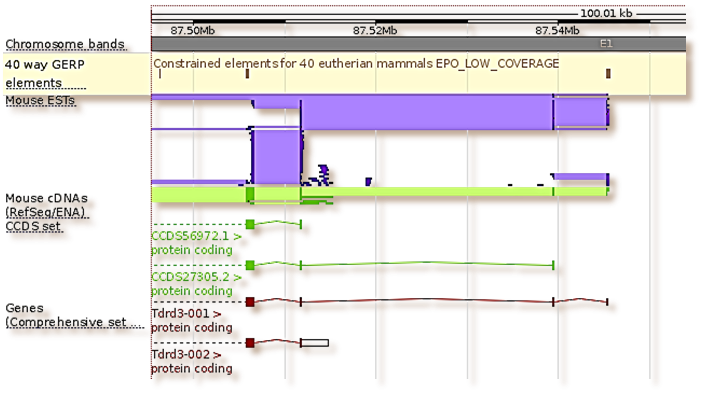 100.01 kb
87.50Mb 87.52Mb 87.54Mb
Chromosome bands E1
40 way GERP
elements
Constrained elements for 40 eutherian mammals EPO_LOW_COVERAGE
Mouse ESTs
Mouse cDNAs
(RefSeq/ENA)
CCDS set
CCDS56972.1 >
protein coding
CCDS27305.2 >
protein coding
Genes
(Comprehensive set ...
Tdrd3-001 >
protein coding
Tdrd3-002 >
protein coding